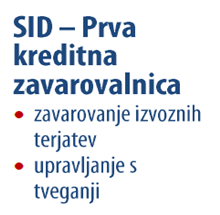 SID – Prva
kreditna
zavarovalnica
• zavarovanje izvoznih
terjatev
• upravljanje s
tveganji